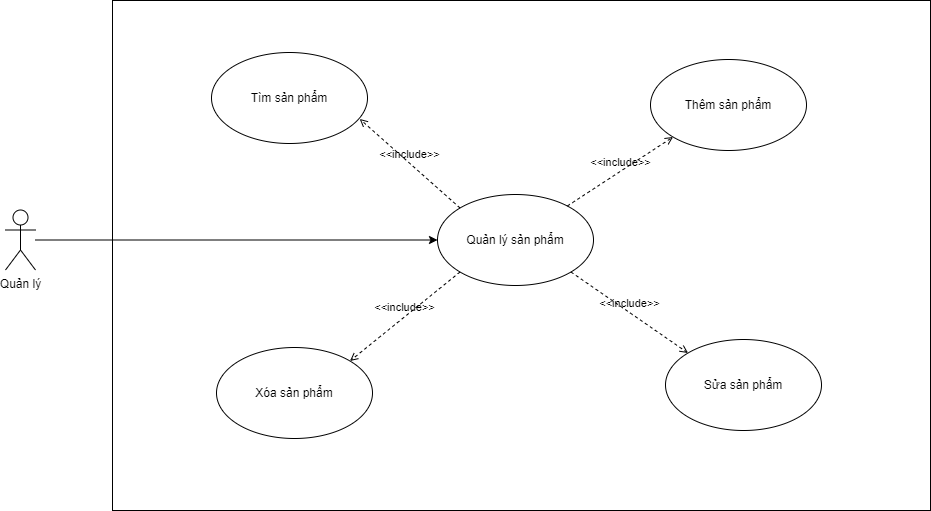 Tìm sản phẩm
Thêm sản phẩm
<<include>>
<<include>>
Quản lý sản phẩm
Quản lý
<<include>>
<<include>>
Xóa sản phẩm
Sửa sản phẩm